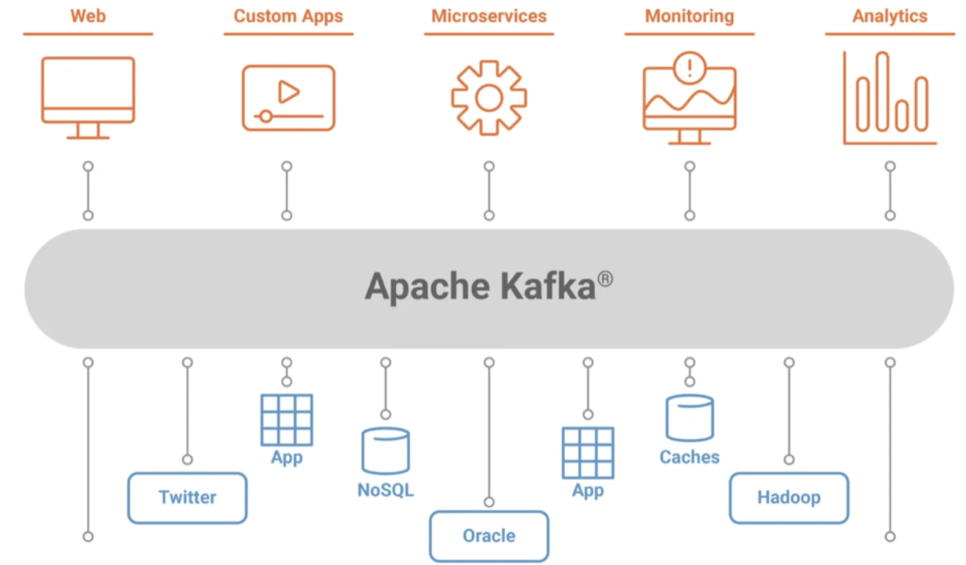 Web
Custom Apps
Microservices
Monitoring
Analytics
!
Apache Kafka®
App
NoSQL
Twitter
Oracle
App
Caches
Hadoop